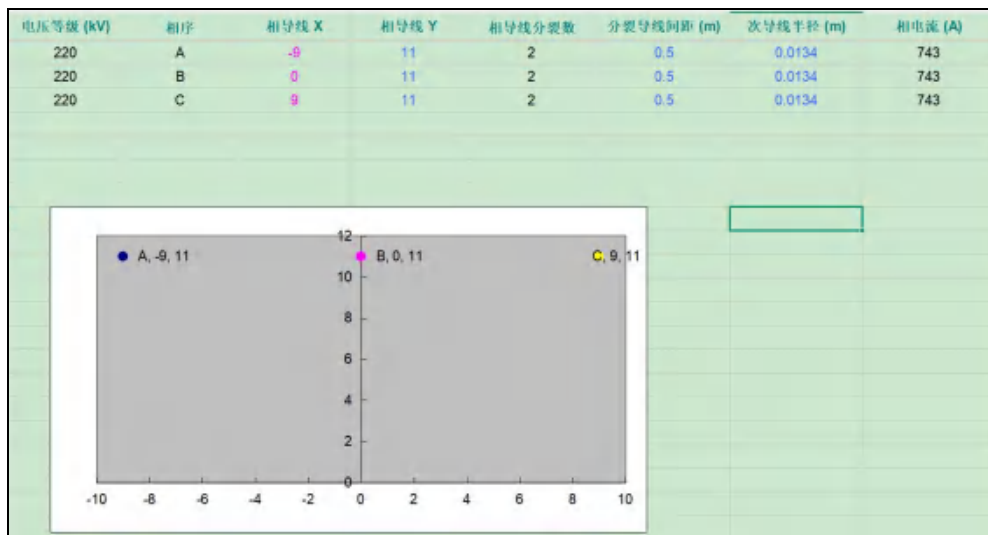 电压等级 (kV) 相序 相导线 X 相导线 Y 相导线分裂数 分裂导线间距 (m) 次导线半径 (m) 相电流 (A)
220 A -9 11 2 0.5 0.0134 743
220 B 0 11 2 0.5 0.0134 743
220 C 9 11 2 0.5 0.0134 743
12
A, -9, 11 B, 0, 11 C, 9, 11
10
8
6
4
2
0
-10 -8 -6 -4 -2 0 2 4 6 8 10